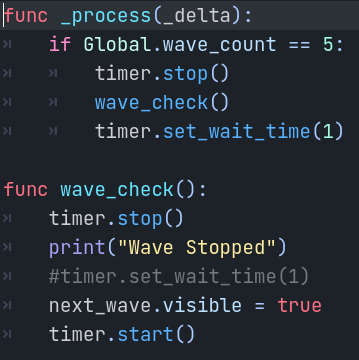 func _process(_delta):
if Global.wave_count == 5:
timer.stop()
wave_check()
timer.set_wait_time(1)
func wave_check():
timer.stop()
print("Wave Stopped")
#timer.set_wait_time(1)
next_wave.visible = true
timer.start()